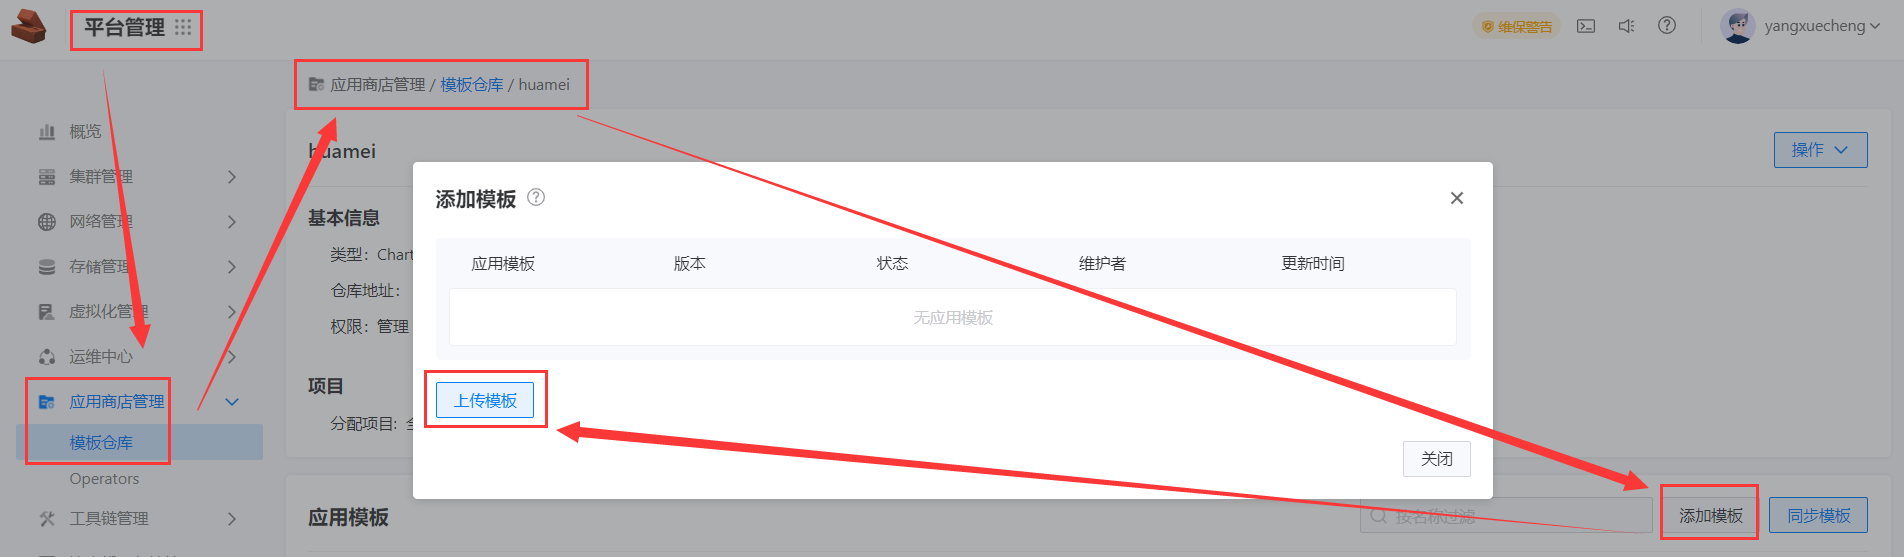 平台管理
维保警告
yangxuecheng
应用商店管理 / 模板仓库 / huamei
概览
集群管理
网络管理
存储管理
虚拟化管理
运维中心
应用商店管理
模板仓库
Operators
工具链管理
huamei
操作
基本信息
类型：Chart
仓库地址：
权限：管理
项目
分配项目：
添加模板
应用模板 版本 状态 维护者 更新时间
无应用模板
上传模板
关闭
应用模板
按名称过滤
添加模板
同步模板